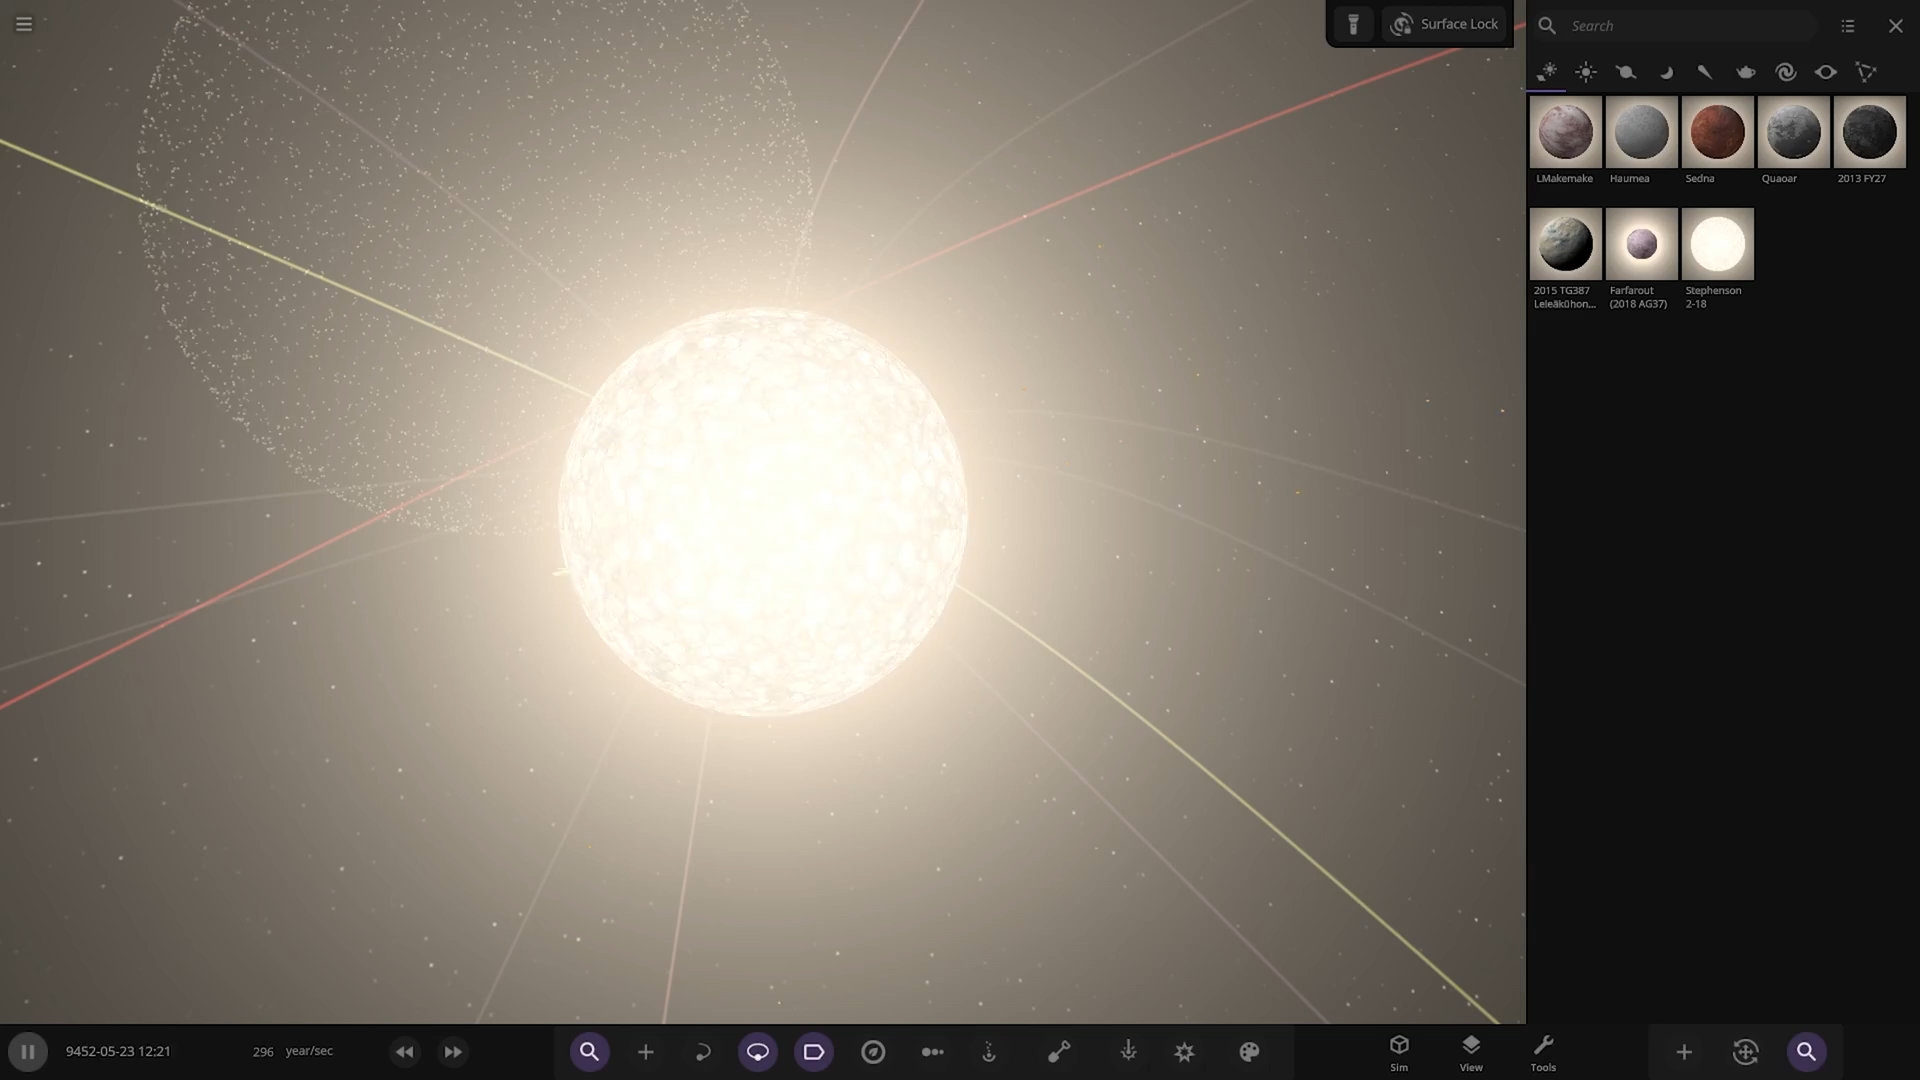 Surface Lock
Search
LMakemake
Haumea
Sedna
Quaoar
2013 FY27
2015 TG387
Leleākūhon...
Farfarout
(2018 AG37)
Stephenson
2-18
9452-05-23 12:21
296 year/sec
Sim
View
Tools